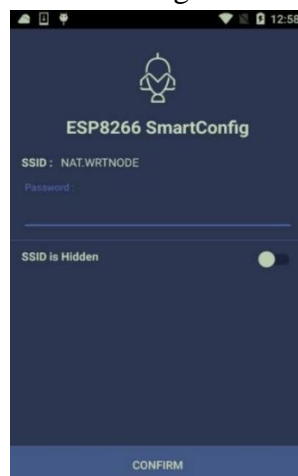 12:58
ESP8266 SmartConfig
SSID : NAT.WRTNODE
Password :
SSID is Hidden
CONFIRM